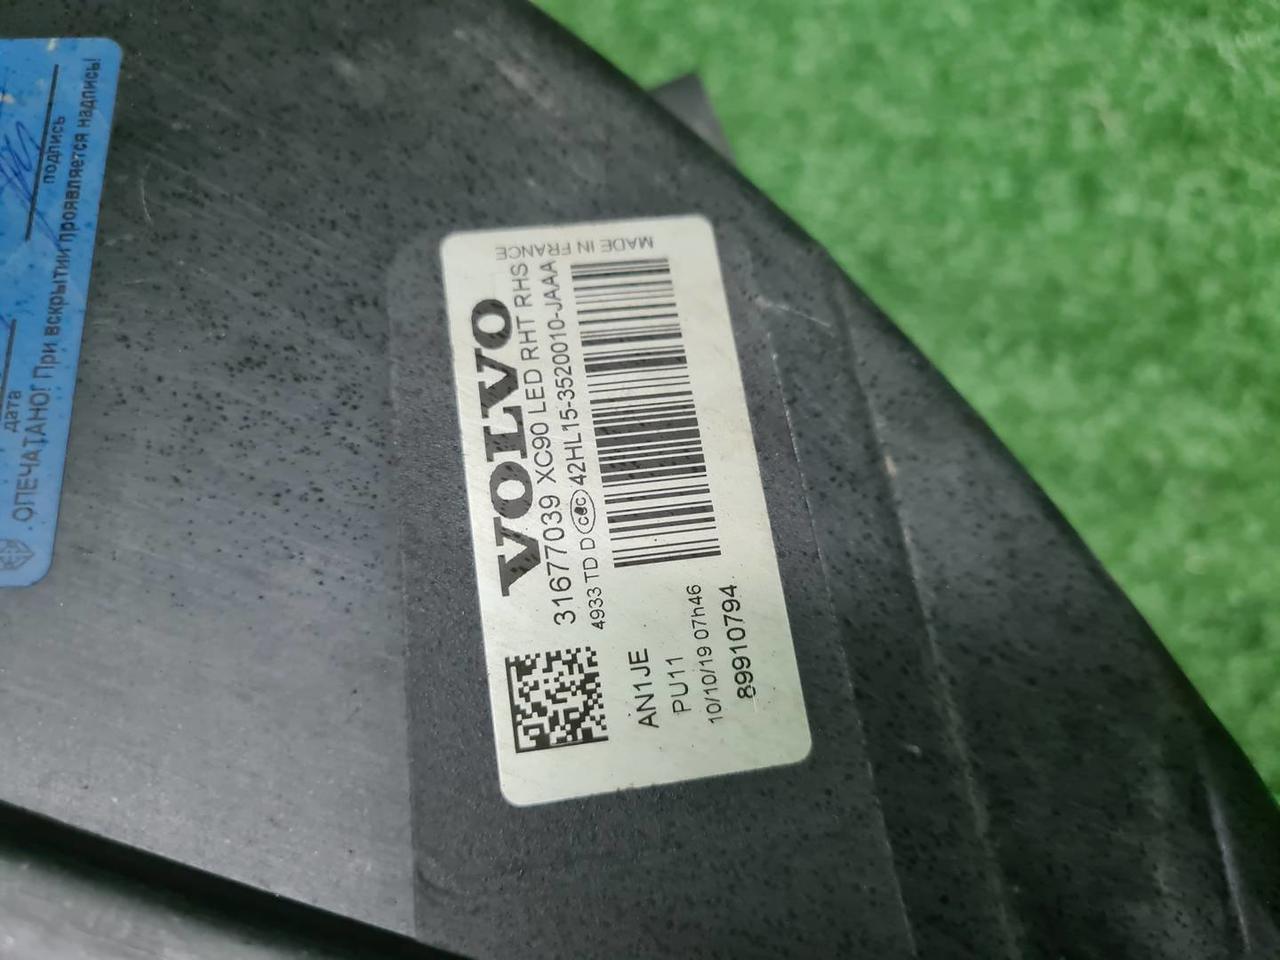 VOLVO
31677039 XC90 LED RHT RHS
4933 TD D CCC 42HL15-3520010-JAAA
MADE IN FRANCE
AN1JE
PU11
10/10/19 07h46
89910794
подпись
дата
ОПЕЧАТАНО! При вскрытии проявляется надпись!